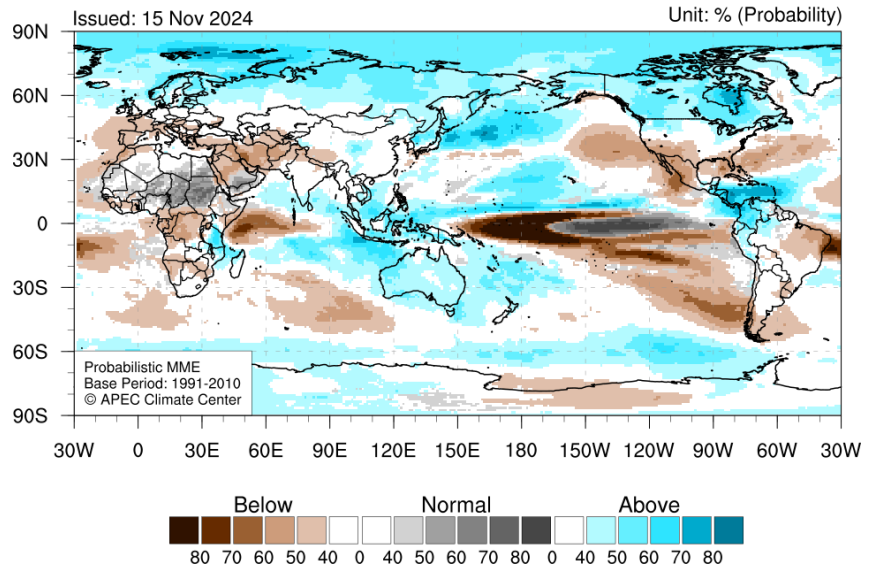 Issued: 15 Nov 2024
Unit: % (Probability)
90N
60N
30N
0
30S
60S
90S
Probabilistic MME
Base Period: 1991-2010
© APEC Climate Center
30W 0 30E 60E 90E 120E 150E 180 150W 120W 90W 60W 30W
Below Normal Above
80 70 60 50 40 0 40 50 60 70 80 0 40 50 60 70 80